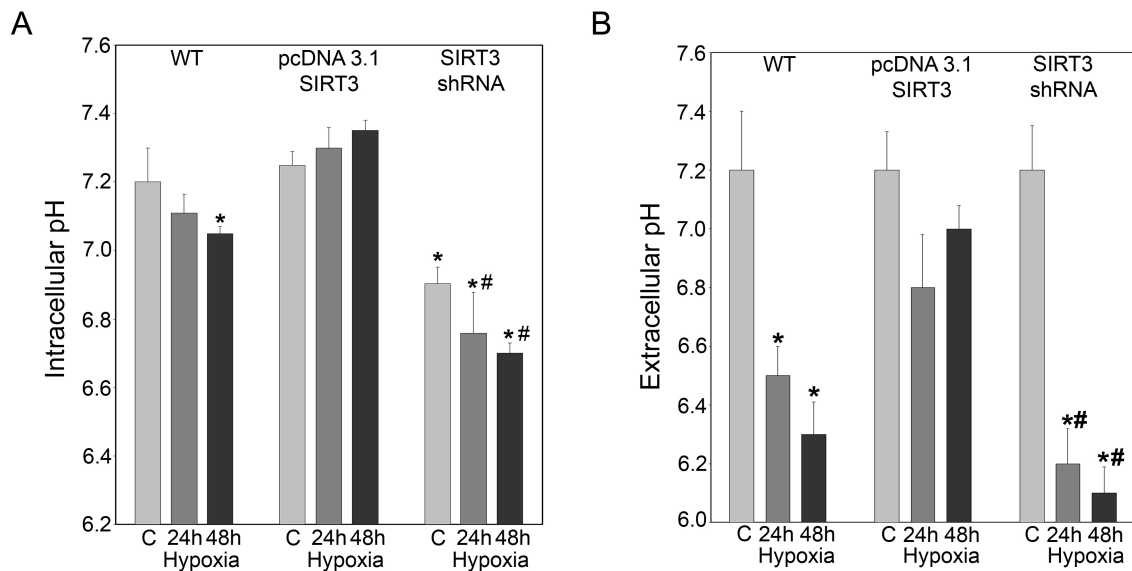 A
7.6
7.4
7.2
7.0
6.8
6.6
6.4
6.2
Intracellular pH
WT
pcDNA 3.1
SIRT3
SIRT3
shRNA
*
*
*#
*#
C 24h 48h
Hypoxia
C 24h 48h
Hypoxia
C 24h 48h
Hypoxia
B
7.6
7.4
7.2
7.0
6.8
6.6
6.4
6.2
6.0
Extracellular pH
WT
pcDNA 3.1
SIRT3
SIRT3
shRNA
*
*
*#
*#
C 24h 48h
Hypoxia
C 24h 48h
Hypoxia
C 24h 48h
Hypoxia